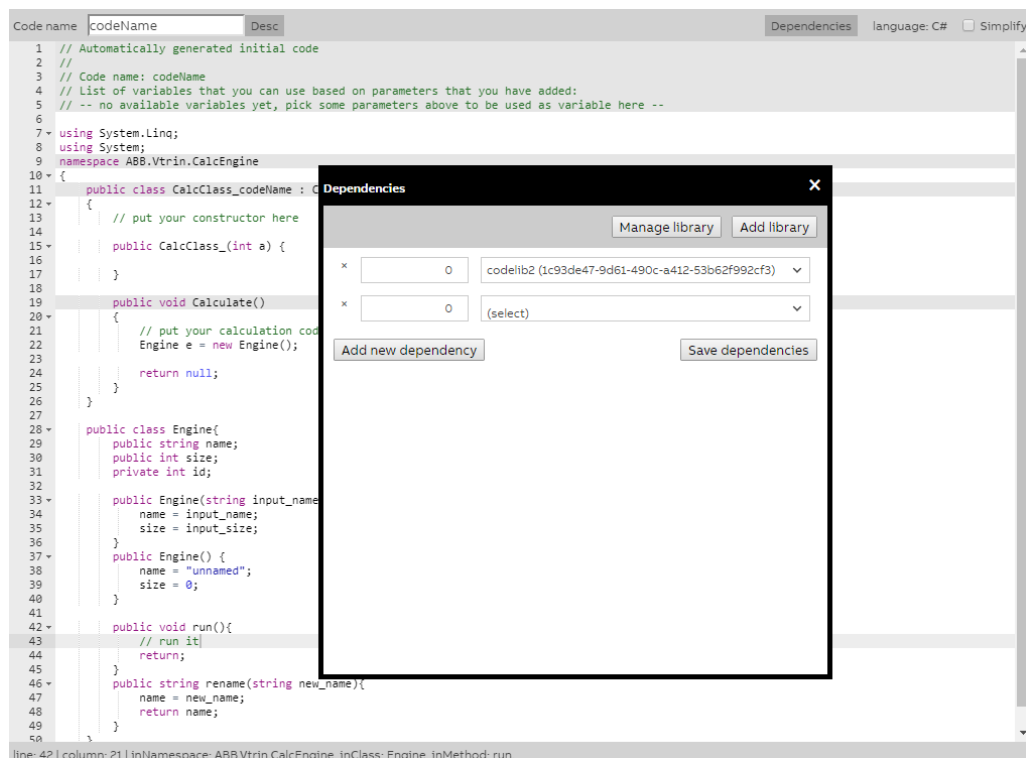 Code name codeName Desc Dependencies language: C# Simplify
1 // Automatically generated initial code
2 //
3 // Code name: codeName
4 // List of variables that you can use based on parameters that you have added:
5 // -- no available variables yet, pick some parameters above to be used as variable here --
6
7 using System.Linq;
8 using System;
9 namespace ABB.Vtrin.CalcEngine
10 {
11 public class CalcClass_codeName : C
12 {
13 // put your constructor here
14
15 public CalcClass_(int a) {
16
17 }
18
19 public void Calculate()
20 {
21 // put your calculation cod
22 Engine e = new Engine();
23
24 return null;
25 }
26 }
27
28 public class Engine{
29 public string name;
30 public int size;
31 private int id;
32
33 public Engine(string input_name
34 name = input_name;
35 size = input_size;
36 }
37 public Engine() {
38 name = "unnamed";
39 size = 0;
40 }
41
42 public void run(){
43 // run it
44 return;
45 }
46 public string rename(string new_name){
47 name = new_name;
48 return name;
49 }
50 }
Dependencies ×
Manage library Add library
× 0 codelib2 (1c93de47-9d61-490c-a412-53b62f992cf3)
× 0 (select)
Add new dependency Save dependencies
line: 42 | column: 21 | inNamespace: ABB.Vtrin.CalcEngine, inClass: Engine, inMethod: run